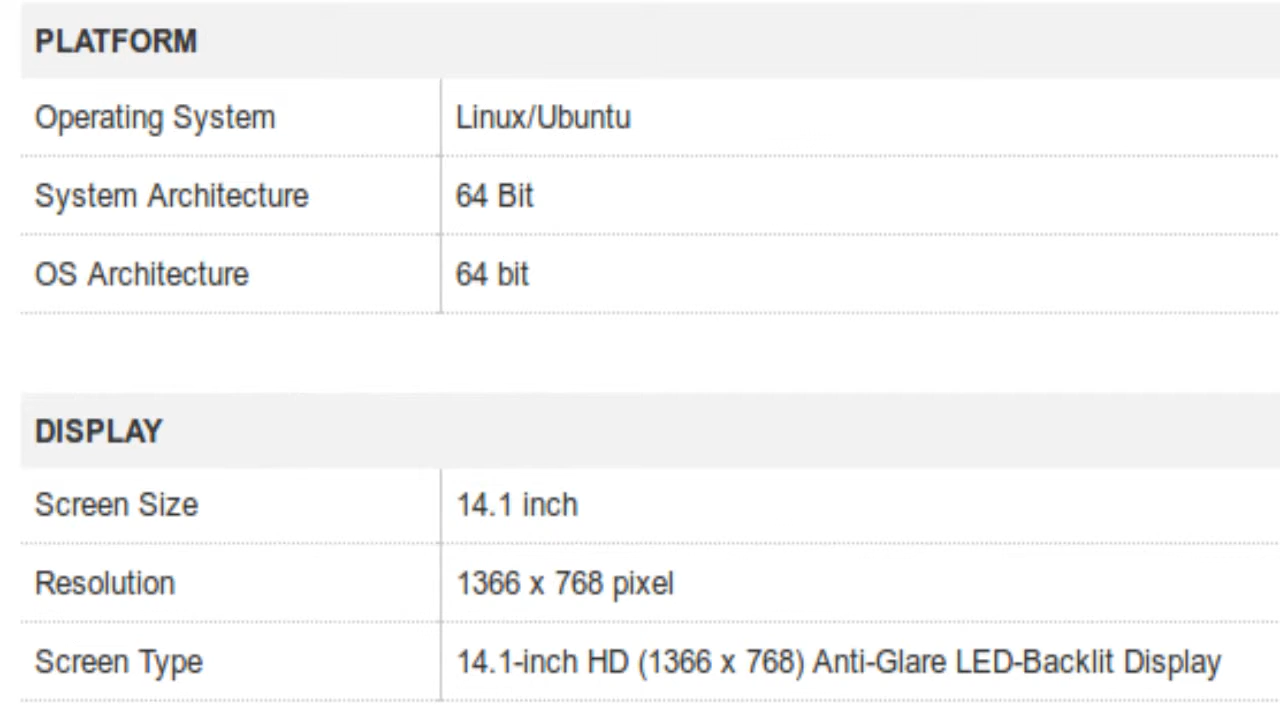 PLATFORM
Operating System Linux/Ubuntu
System Architecture 64 Bit
OS Architecture 64 bit
DISPLAY
Screen Size 14.1 inch
Resolution 1366 x 768 pixel
Screen Type 14.1-inch HD (1366 x 768) Anti-Glare LED-Backlit Display